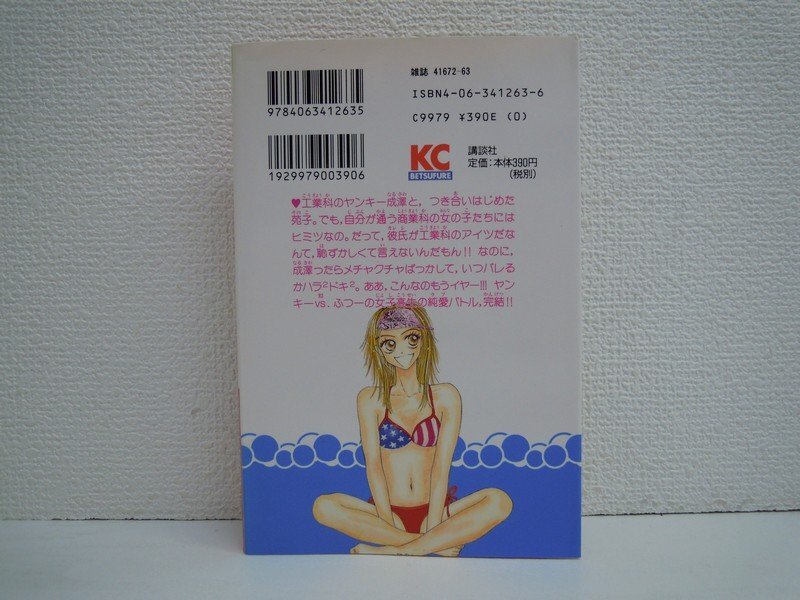 雑誌 41672-63
ISBN4-06-341263-6
9784063412635
C9979 ¥390E (0)
1929979003906
KC
BETSUFURE
講談社
定価:本体390円
(税別)
♥工業科のヤンキー成澤と，つき合いはじめた
苑子。でも，自分が通う商業科の女の子たちには
ヒミツなの。だって，彼氏が工業科のアイツだな
んて，恥ずかしくて言えないんだもん!! なのに，
成澤ったらメチャクチャばっかして，いつバレる
かハラ²ドキ²。ああ，こんなのもうイヤー!!! ヤン
キーvs.ふつーの女子高生の純愛バトル，完結!!